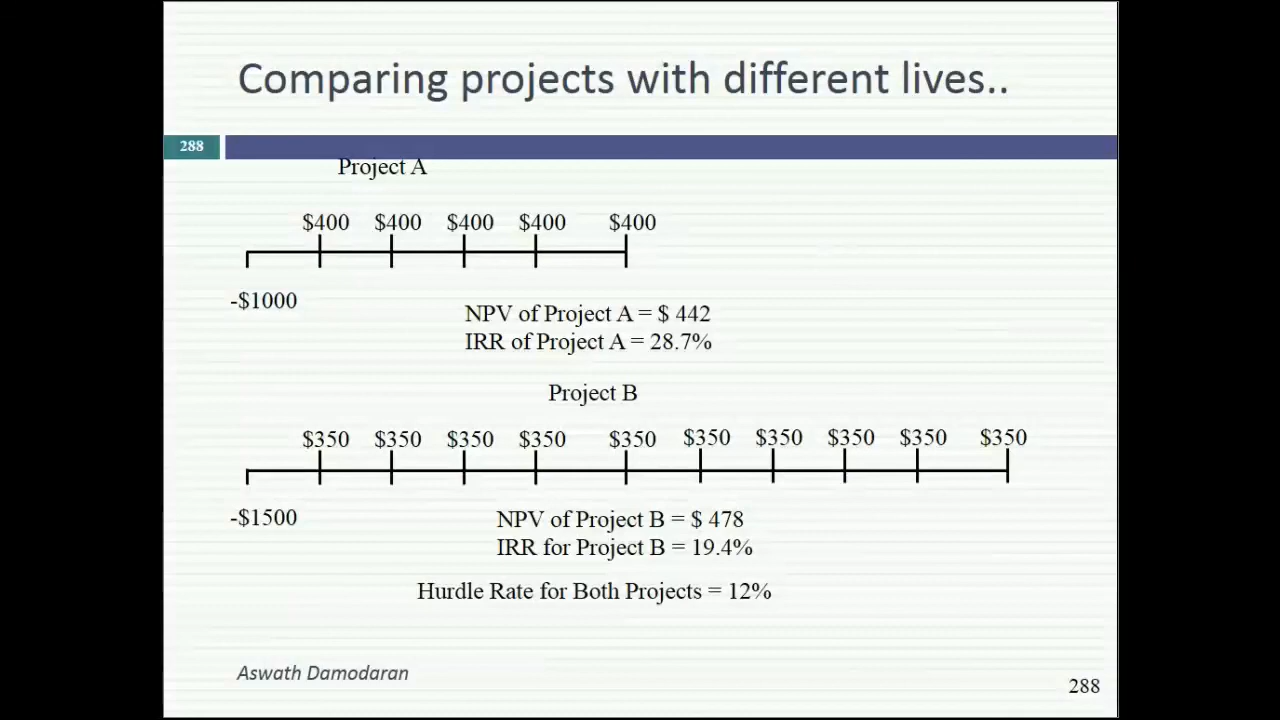 Comparing projects with different lives..
288
Project A
$400 $400 $400 $400 $400
-$1000
NPV of Project A = $ 442
IRR of Project A = 28.7%
Project B
$350 $350 $350 $350 $350 $350 $350 $350 $350 $350
-$1500
NPV of Project B = $ 478
IRR for Project B = 19.4%
Hurdle Rate for Both Projects = 12%
Aswath Damodaran
288